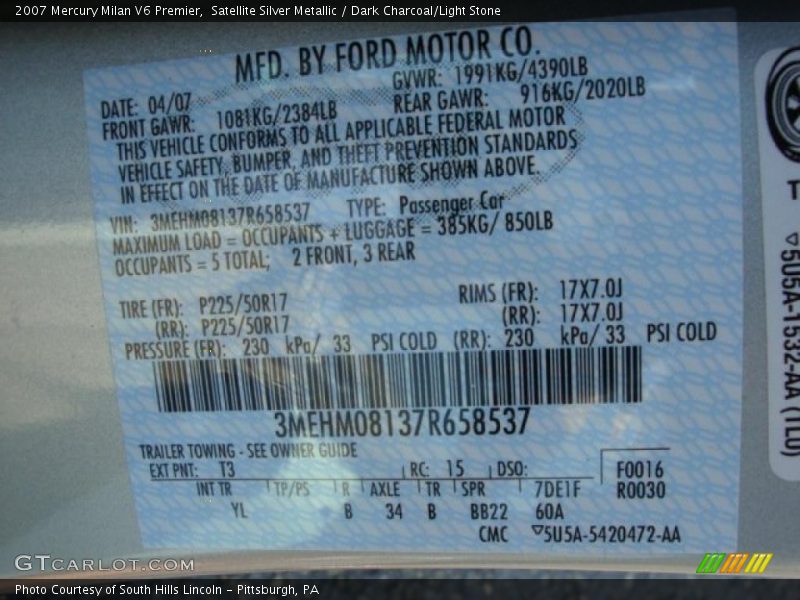 2007 Mercury Milan V6 Premier, Satellite Silver Metallic / Dark Charcoal/Light Stone
MFD. BY FORD MOTOR CO.
DATE: 04/07 GVWR: 1991KG/4390LB
FRONT GAWR: 1081KG/2384LB REAR GAWR: 916KG/2020LB
THIS VEHICLE CONFORMS TO ALL APPLICABLE FEDERAL MOTOR
VEHICLE SAFETY, BUMPER, AND THEFT PREVENTION STANDARDS
IN EFFECT ON THE DATE OF MANUFACTURE SHOWN ABOVE.
VIN: 3MEHM08137R658537 TYPE: Passenger Car
MAXIMUM LOAD = OCCUPANTS + LUGGAGE = 385KG/ 850LB
OCCUPANTS = 5 TOTAL; 2 FRONT, 3 REAR
TIRE (FR): P225/50R17 RIMS (FR): 17X7.0J
(RR): P225/50R17 (RR): 17X7.0J
PRESSURE (FR): 230 kPa/ 33 PSI COLD (RR): 230 kPa/ 33 PSI COLD
3MEHM08137R658537
TRAILER TOWING - SEE OWNER GUIDE
EXT PNT: T3 RC: 15 DSO: F0016
INT TR TP/PS R AXLE TR SPR 7DE1F R0030
YL B 34 B BB22 60A
CMC ▽5U5A-5420472-AA
T
▽5U5A-1532-AA (TLD)
GTCARLOT.COM
Photo Courtesy of South Hills Lincoln – Pittsburgh, PA